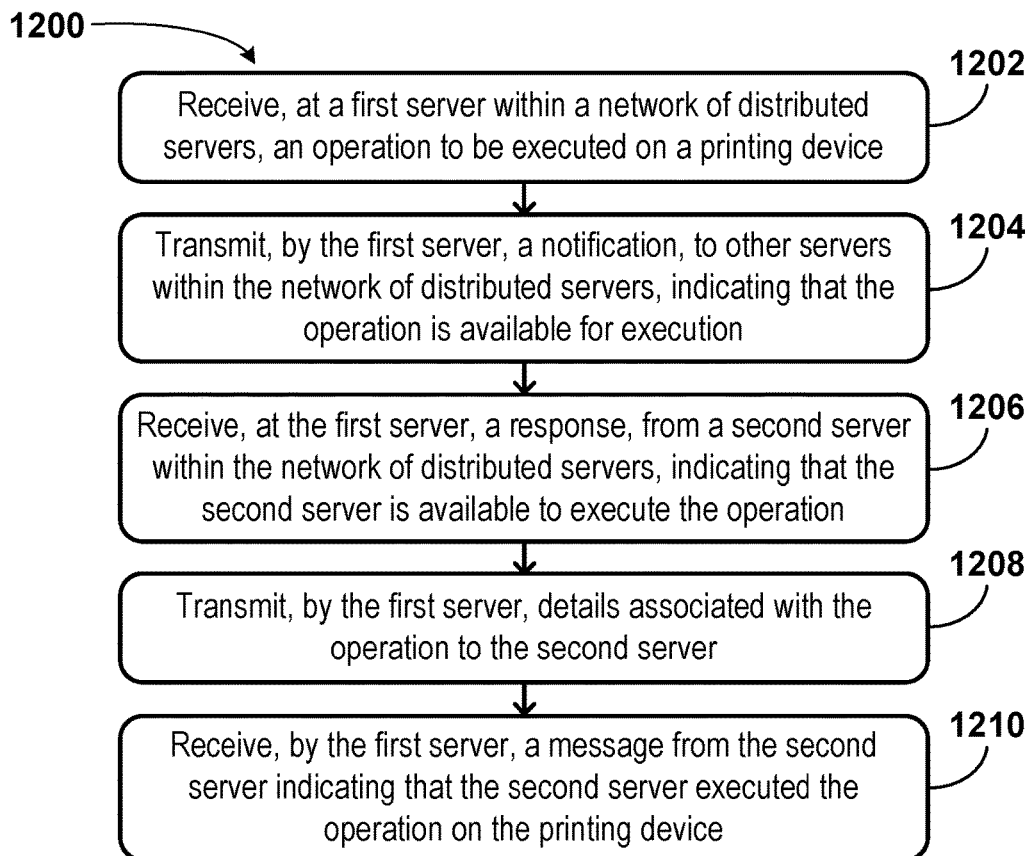 1200
1202
Receive, at a first server within a network of distributed
servers, an operation to be executed on a printing device
1204
Transmit, by the first server, a notification, to other servers
within the network of distributed servers, indicating that the
operation is available for execution
1206
Receive, at the first server, a response, from a second server
within the network of distributed servers, indicating that the
second server is available to execute the operation
1208
Transmit, by the first server, details associated with the
operation to the second server
1210
Receive, by the first server, a message from the second
server indicating that the second server executed the
operation on the printing device